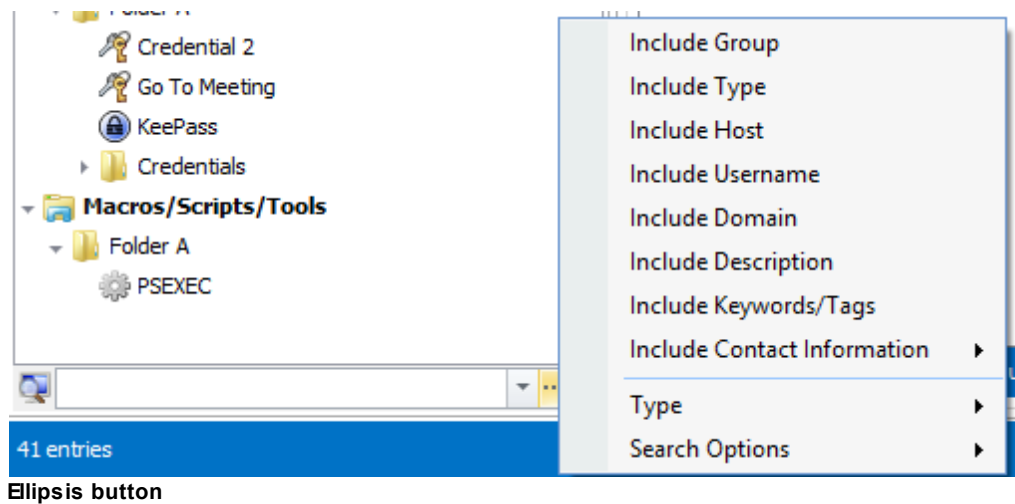 Folder A
Credential 2
Go To Meeting
KeePass
Credentials
Macros/Scripts/Tools
Folder A
PSEXEC
41 entries
Include Group
Include Type
Include Host
Include Username
Include Domain
Include Description
Include Keywords/Tags
Include Contact Information
Type
Search Options
Ellipsis button